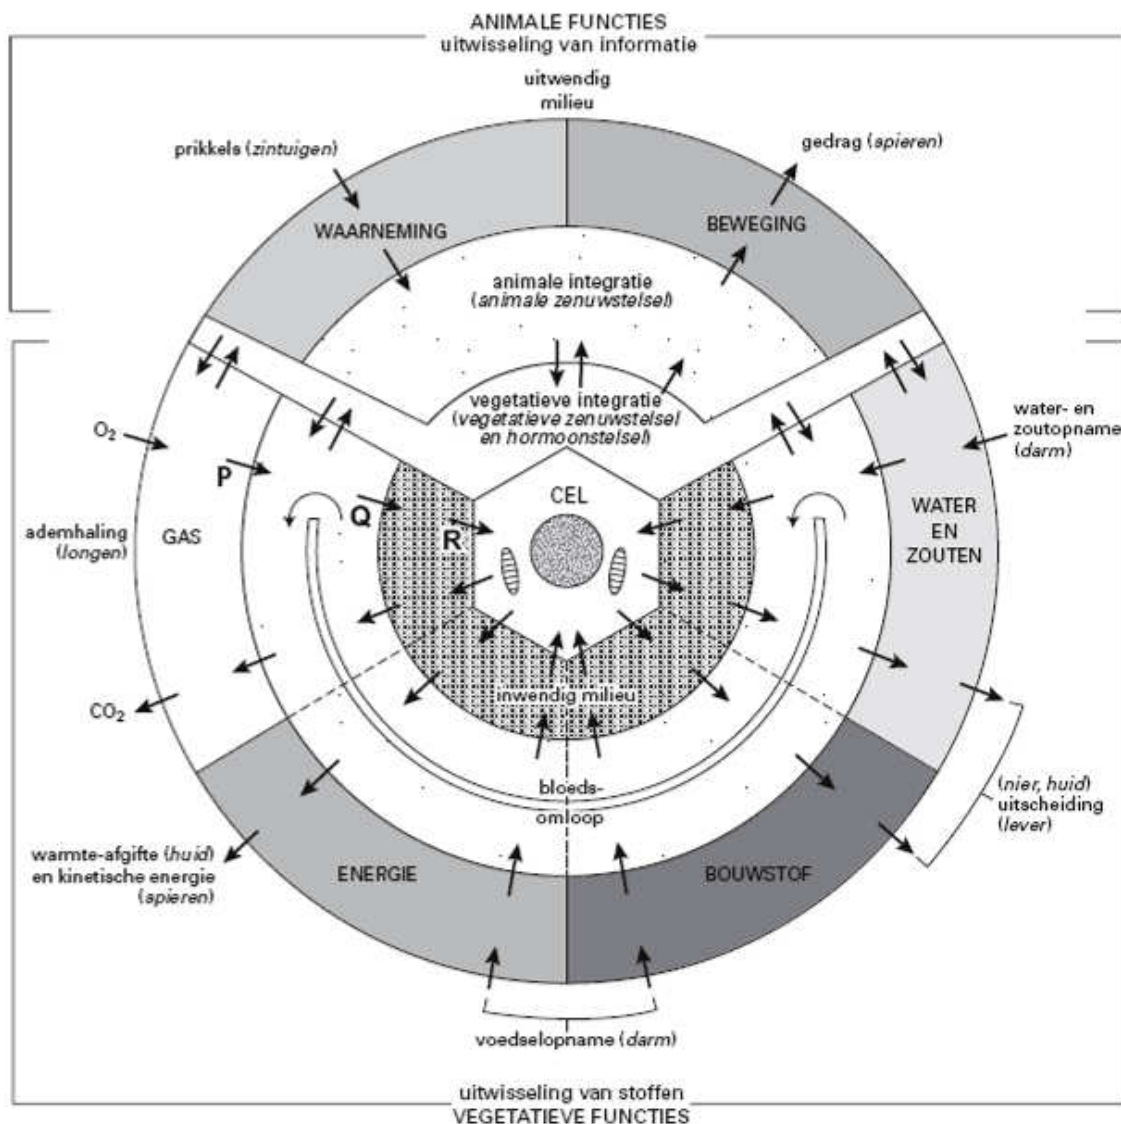 ANIMALE FUNCTIES
uitwisseling van informatie
uitwendig
milieu
prikkels (zintuigen)
gedrag (spieren)
WAARNEMING
BEWEGING
animale integratie
(animale zenuwstelsel)
vegetatieve integratie
(vegetatieve zenuwstelsel
en hormoonstelsel)
O₂
water- en
zoutopname
(darm)
P
Q
R
CEL
ademhaling
(longen)
GAS
WATER
EN
ZOUTEN
CO₂
inwendig milieu
bloeds-
omloop
(nier, huid)
uitscheiding
(lever)
warmte-afgifte (huid)
en kinetische energie
(spieren)
ENERGIE
BOUWSTOF
voedselopname (darm)
uitwisseling van stoffen
VEGETATIEVE FUNCTIES